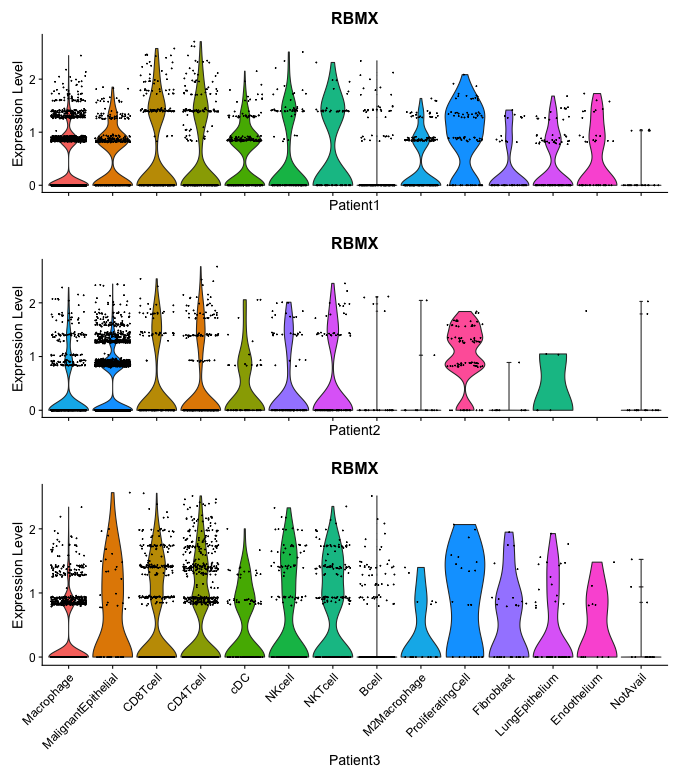 RBMX
Expression Level
2
1
0
Patient1
RBMX
Expression Level
2
1
0
Patient2
RBMX
Expression Level
2
1
0
Macrophage
MalignantEpithelial
CD8Tcell
CD4Tcell
cDC
NKcell
NKTcell
Bcell
M2Macrophage
ProliferatingCell
Fibroblast
LungEpithelium
Endothelium
NotAvail
Patient3